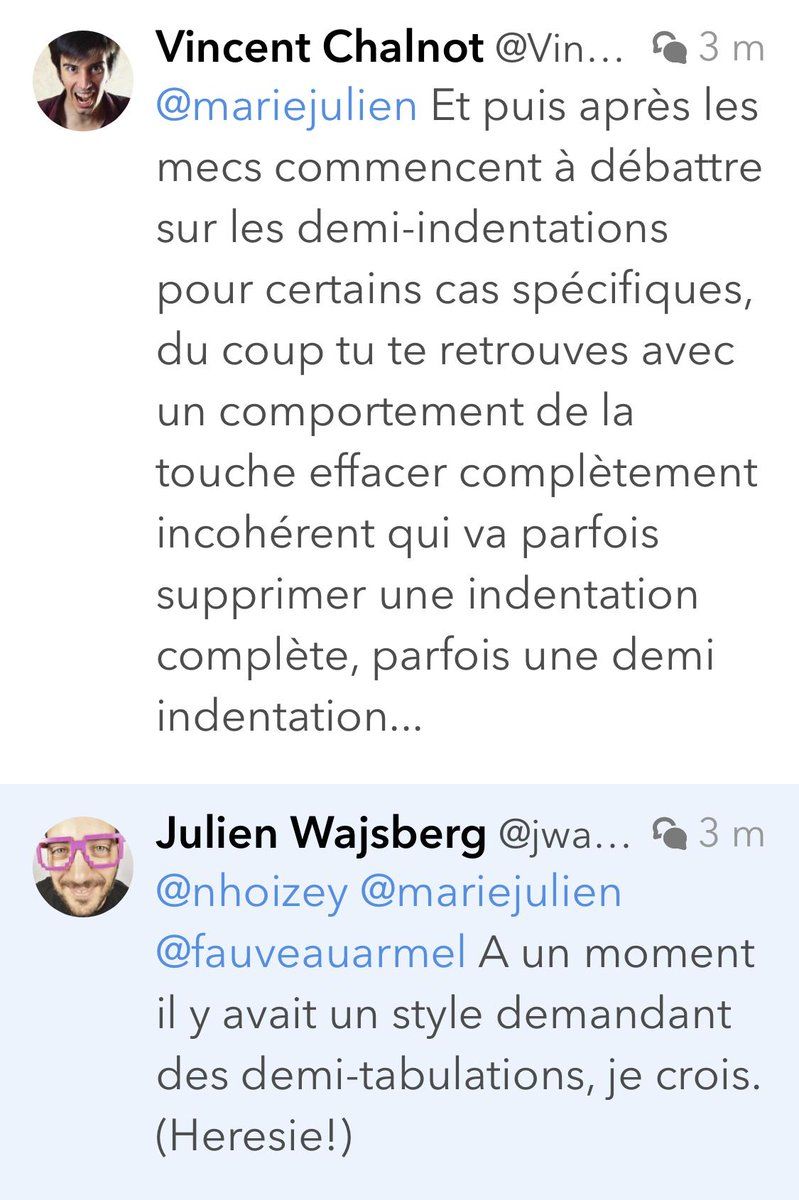 Vincent Chalnot @Vin... 3 m
@mariejulien Et puis après les
mecs commencent à débattre
sur les demi-indentations
pour certains cas spécifiques,
du coup tu te retrouves avec
un comportement de la
touche effacer complètement
incohérent qui va parfois
supprimer une indentation
complète, parfois une demi
indentation...
Julien Wajsberg @jwa... 3 m
@nhoizey @mariejulien
@fauveauarmel A un moment
il y avait un style demandant
des demi-tabulations, je crois.
(Heresie!)